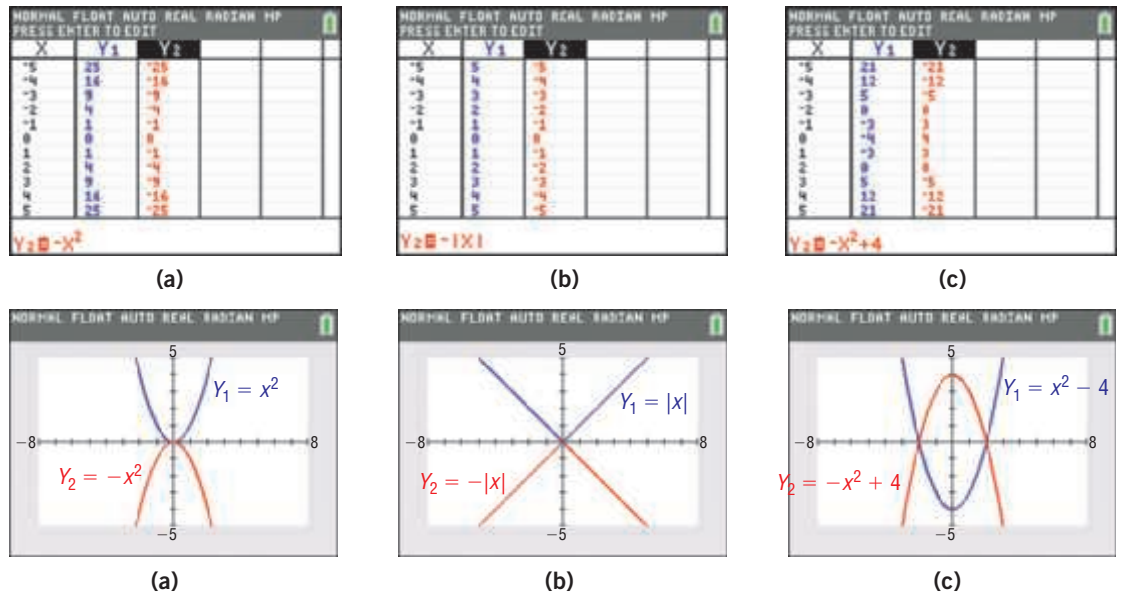 NORMAL FLOAT AUTO REAL RADIAN MP
PRESS ENTER TO EDIT
X Y1 Y2
-5 25 -25
-4 16 -16
-3 9 -9
-2 4 -4
-1 1 -1
0 0 0
1 1 -1
2 4 -4
3 9 -9
4 16 -16
5 25 -25
Y2=-X²
(a)
NORMAL FLOAT AUTO REAL RADIAN MP
PRESS ENTER TO EDIT
X Y1 Y2
-5 5 -5
-4 4 -4
-3 3 -3
-2 2 -2
-1 1 -1
0 0 0
1 1 -1
2 2 -2
3 3 -3
4 4 -4
5 5 -5
Y2=-|X|
(b)
NORMAL FLOAT AUTO REAL RADIAN MP
PRESS ENTER TO EDIT
X Y1 Y2
-5 21 -21
-4 12 -12
-3 5 -5
-2 0 0
-1 -3 3
0 -4 4
1 -3 3
2 0 0
3 5 -5
4 12 -12
5 21 -21
Y2=-X²+4
(c)
NORMAL FLOAT AUTO REAL RADIAN MP
5
Y₁ = x²
−8 8
Y₂ = −x²
−5
(a)
NORMAL FLOAT AUTO REAL RADIAN MP
5
Y₁ = |x|
−8 8
Y₂ = −|x|
−5
(b)
NORMAL FLOAT AUTO REAL RADIAN MP
5
Y₁ = x² − 4
−8 8
Y₂ = −x² + 4
−5
(c)